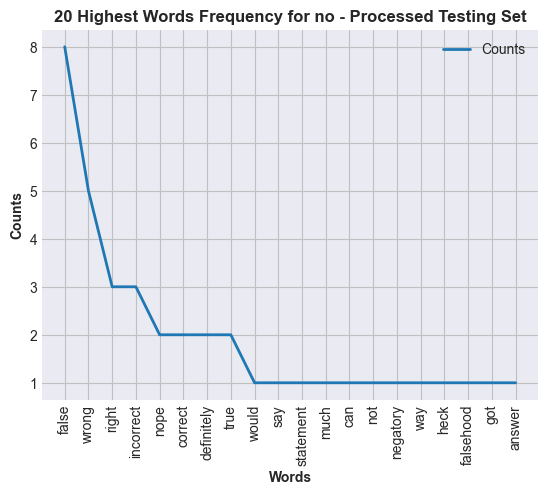 20 Highest Words Frequency for no - Processed Testing Set
Counts
Counts
8
7
6
5
4
3
2
1
false
wrong
right
incorrect
nope
correct
definitely
true
would
say
statement
much
can
not
negatory
way
heck
falsehood
got
answer
Words